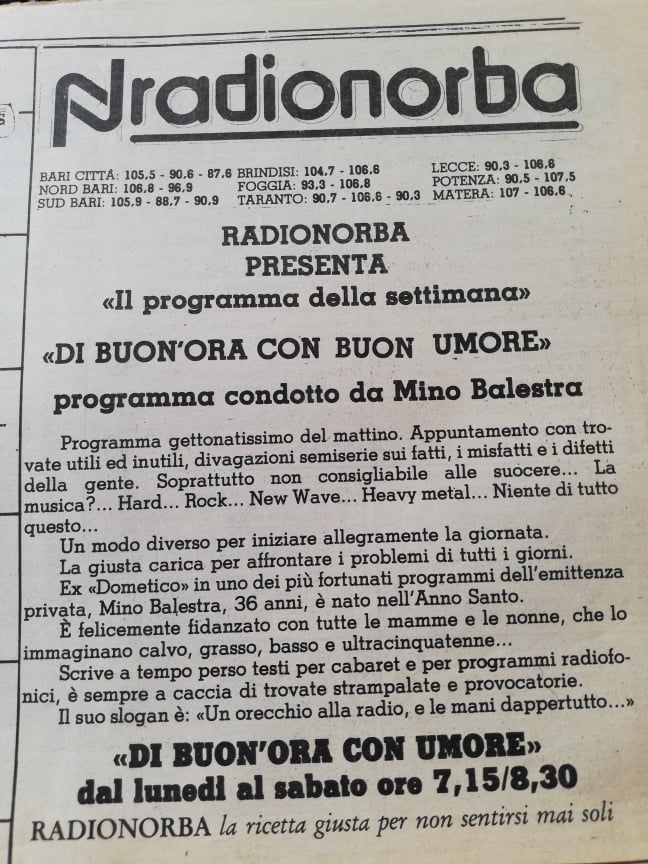 radionorba
BARI CITTÁ: 105,5 - 90,6 - 87,6 BRINDISI: 104,7 - 106,6 LECCE: 90,3 - 106,6
NORD BARI: 106,8 - 96,9 FOGGIA: 93,3 - 106,8 POTENZA: 90,5 - 107,5
SUD BARI: 105,9 - 88,7 - 90,9 TARANTO: 90,7 - 106,6 - 90,3 MATERA: 107 - 106,6
RADIONORBA
PRESENTA
«Il programma della settimana»
«DI BUON'ORA CON BUON UMORE»
programma condotto da Mino Balestra
Programma gettonatissimo del mattino. Appuntamento con tro-
vate utili ed inutili, divagazioni semiserie sui fatti, i misfatti e i difetti
della gente. Soprattutto non consigliabile alle suocere... La
musica?... Hard... Rock... New Wave... Heavy metal... Niente di tutto
questo...
Un modo diverso per iniziare allegramente la giornata.
La giusta carica per affrontare i problemi di tutti i giorni.
Ex «Dometico» in uno dei più fortunati programmi dell'emittenza
privata, Mino Balestra, 36 anni, è nato nell'Anno Santo.
È felicemente fidanzato con tutte le mamme e le nonne, che lo
immaginano calvo, grasso, basso e ultracinquatenne...
Scrive a tempo perso testi per cabaret e per programmi radiofo-
nici, è sempre a caccia di trovate strampalate e provocatorie.
Il suo slogan è: «Un orecchio alla radio, e le mani dappertutto...»
«DI BUON'ORA CON UMORE»
dal lunedì al sabato ore 7,15/8,30
RADIONORBA la ricetta giusta per non sentirsi mai soli